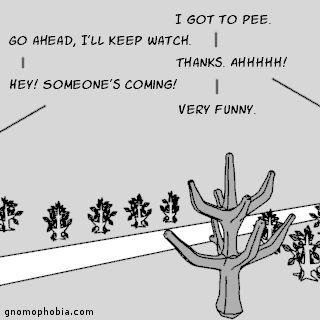 I GOT TO PEE.
GO AHEAD, I'LL KEEP WATCH.
THANKS. AHHHHH!
HEY! SOMEONE'S COMING!
VERY FUNNY.
gnomophobia.com